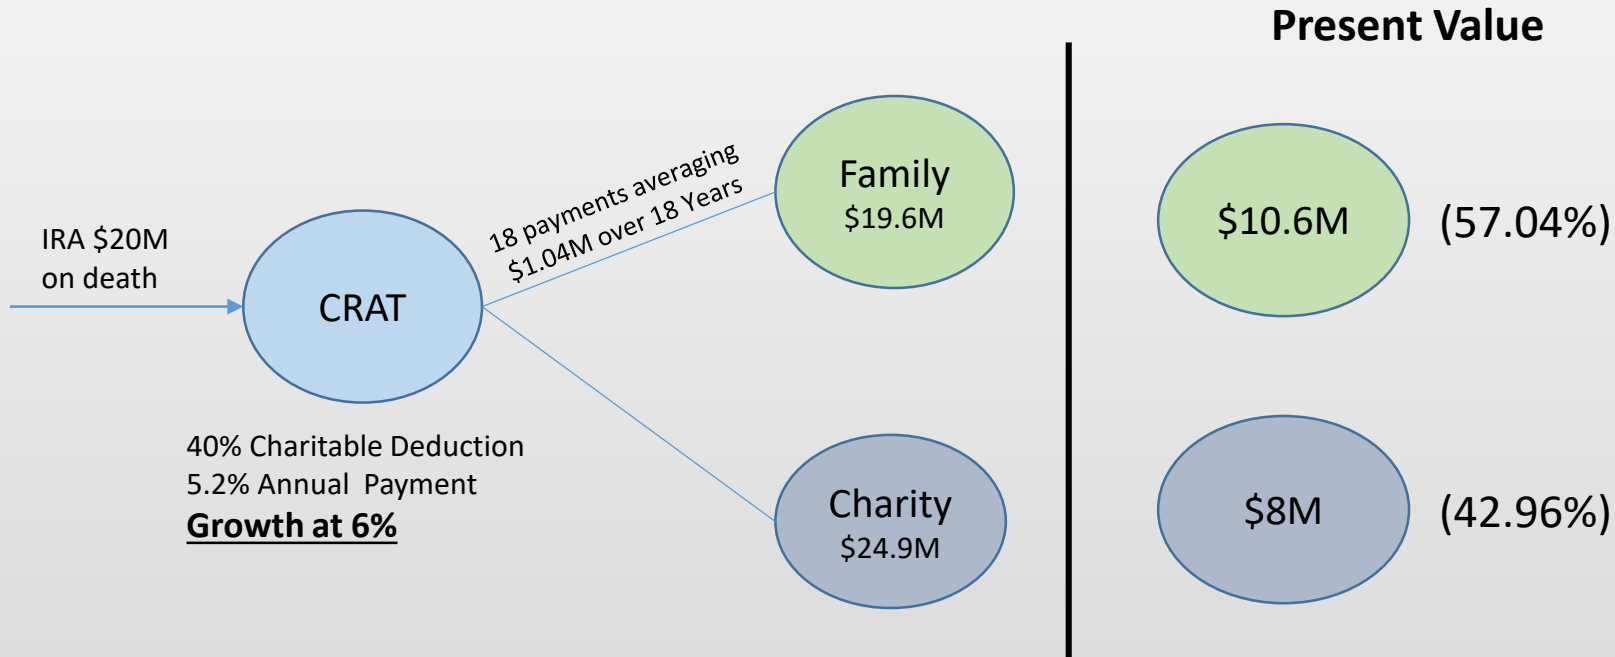 Present Value
IRA $20M
on death
CRAT
18 payments averaging
$1.04M over 18 Years
Family
$19.6M
$10.6M
(57.04%)
40% Charitable Deduction
5.2% Annual  Payment
Growth at 6%
Charity
$24.9M
$8M
(42.96%)